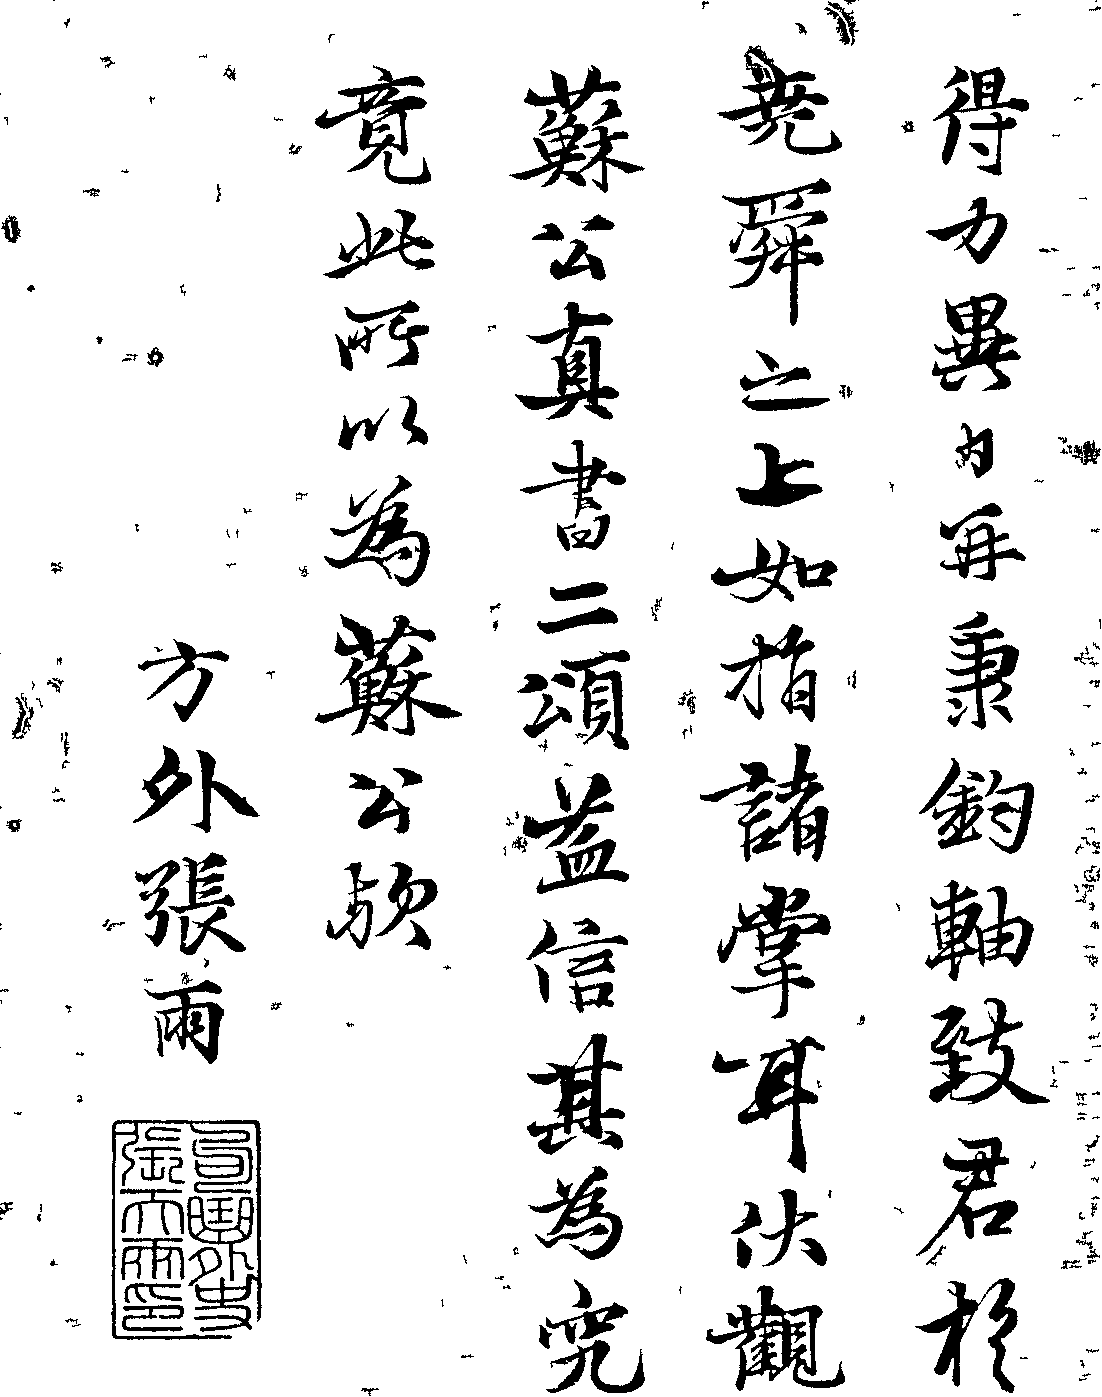 得力異日再秉鈞軸致君於
堯舜之上如指諸掌耳伏觀
蘇公真書二頌益信其為究
竟此所以為蘇公歟
方外張雨
句曲外史
張天雨印